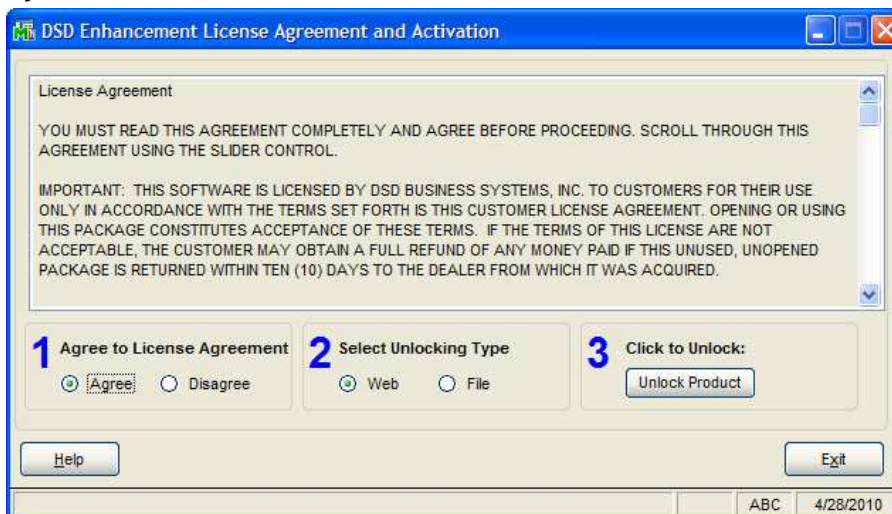 DSD Enhancement License Agreement and Activation
License Agreement
YOU MUST READ THIS AGREEMENT COMPLETELY AND AGREE BEFORE PROCEEDING. SCROLL THROUGH THIS
AGREEMENT USING THE SLIDER CONTROL.
IMPORTANT: THIS SOFTWARE IS LICENSED BY DSD BUSINESS SYSTEMS, INC. TO CUSTOMERS FOR THEIR USE
ONLY IN ACCORDANCE WITH THE TERMS SET FORTH IS THIS CUSTOMER LICENSE AGREEMENT. OPENING OR USING
THIS PACKAGE CONSTITUTES ACCEPTANCE OF THESE TERMS. IF THE TERMS OF THIS LICENSE ARE NOT
ACCEPTABLE, THE CUSTOMER MAY OBTAIN A FULL REFUND OF ANY MONEY PAID IF THIS UNUSED, UNOPENED
PACKAGE IS RETURNED WITHIN TEN (10) DAYS TO THE DEALER FROM WHICH IT WAS ACQUIRED.
1 Agree to License Agreement
Agree Disagree
2 Select Unlocking Type
Web File
3 Click to Unlock:
Unlock Product
Help Exit
ABC 4/28/2010